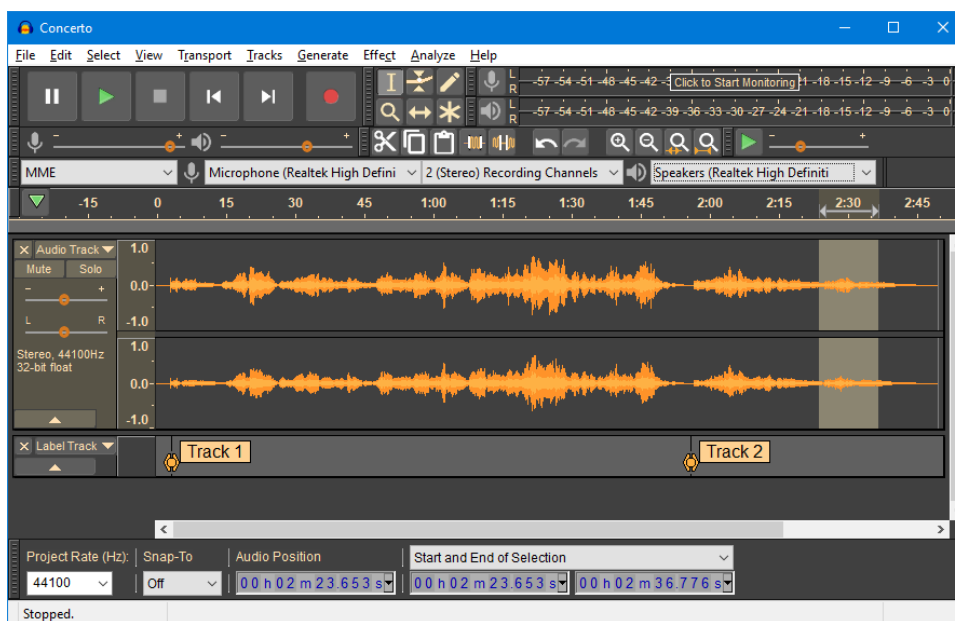 Concerto
File Edit Select View Transport Tracks Generate Effect Analyze Help
L
R
-57 -54 -51 -48 -45 -42 - Click to Start Monitoring 21 -18 -15 -12 -9 -6 -3 0
L
R
-57 -54 -51 -48 -45 -42 -39 -36 -33 -30 -27 -24 -21 -18 -15 -12 -9 -6 -3 0
- + - + - +
MME Microphone (Realtek High Defini 2 (Stereo) Recording Channels Speakers (Realtek High Definiti
-15 0 15 30 45 1:00 1:15 1:30 1:45 2:00 2:15 2:30 2:45
× Audio Track 1.0
Mute Solo
- + 0.0
L R -1.0
Stereo, 44100Hz 1.0
32-bit float
0.0
-1.0
× Label Track
Track 1 Track 2
Project Rate (Hz): Snap-To Audio Position Start and End of Selection
44100 Off 00 h 02 m 23.653 s 00 h 02 m 23.653 s 00 h 02 m 36.776 s
Stopped.